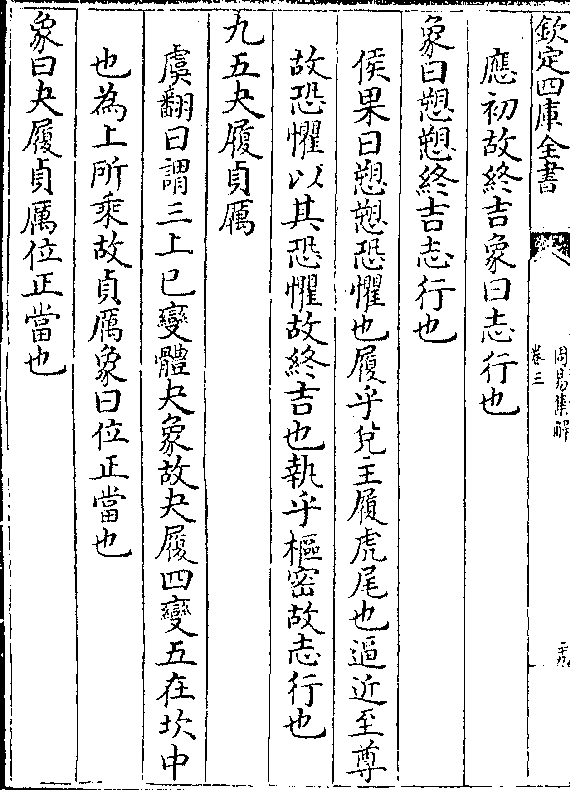 欽定四庫全書
周易集解
卷三
應初故終吉象曰志行也
象曰愬愬終吉志行也
侯果曰愬愬恐懼也履乎兌主履虎尾也逼近至尊
故恐懼以其恐懼故終吉也執乎樞密故志行也
九五夬履貞厲
虞翻曰謂三上已變體夬象故夬履四變五在坎中
也為上所乘故貞厲象曰位正當也
象曰夬履貞厲位正當也